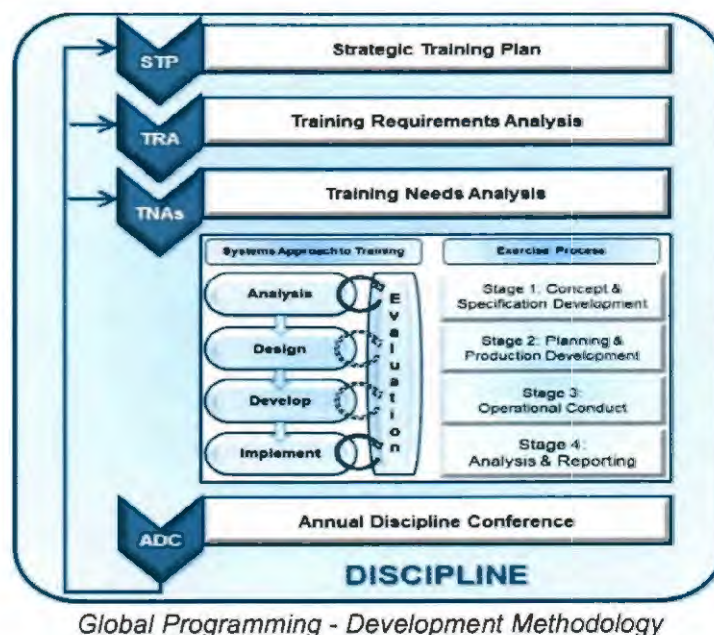 STP
Strategic Training Plan
TRA
Training Requirements Analysis
TNAs
Training Needs Analysis
Systems Approach to Training
Exercise Process
Analysis
Design
Develop
Implement
Evaluation
Stage 1: Concept &
Specification Development
Stage 2: Planning &
Production Development
Stage 3:
Operational Conduct
Stage 4:
Analysis & Reporting
ADC
Annual Discipline Conference
DISCIPLINE
Global Programming - Development Methodology